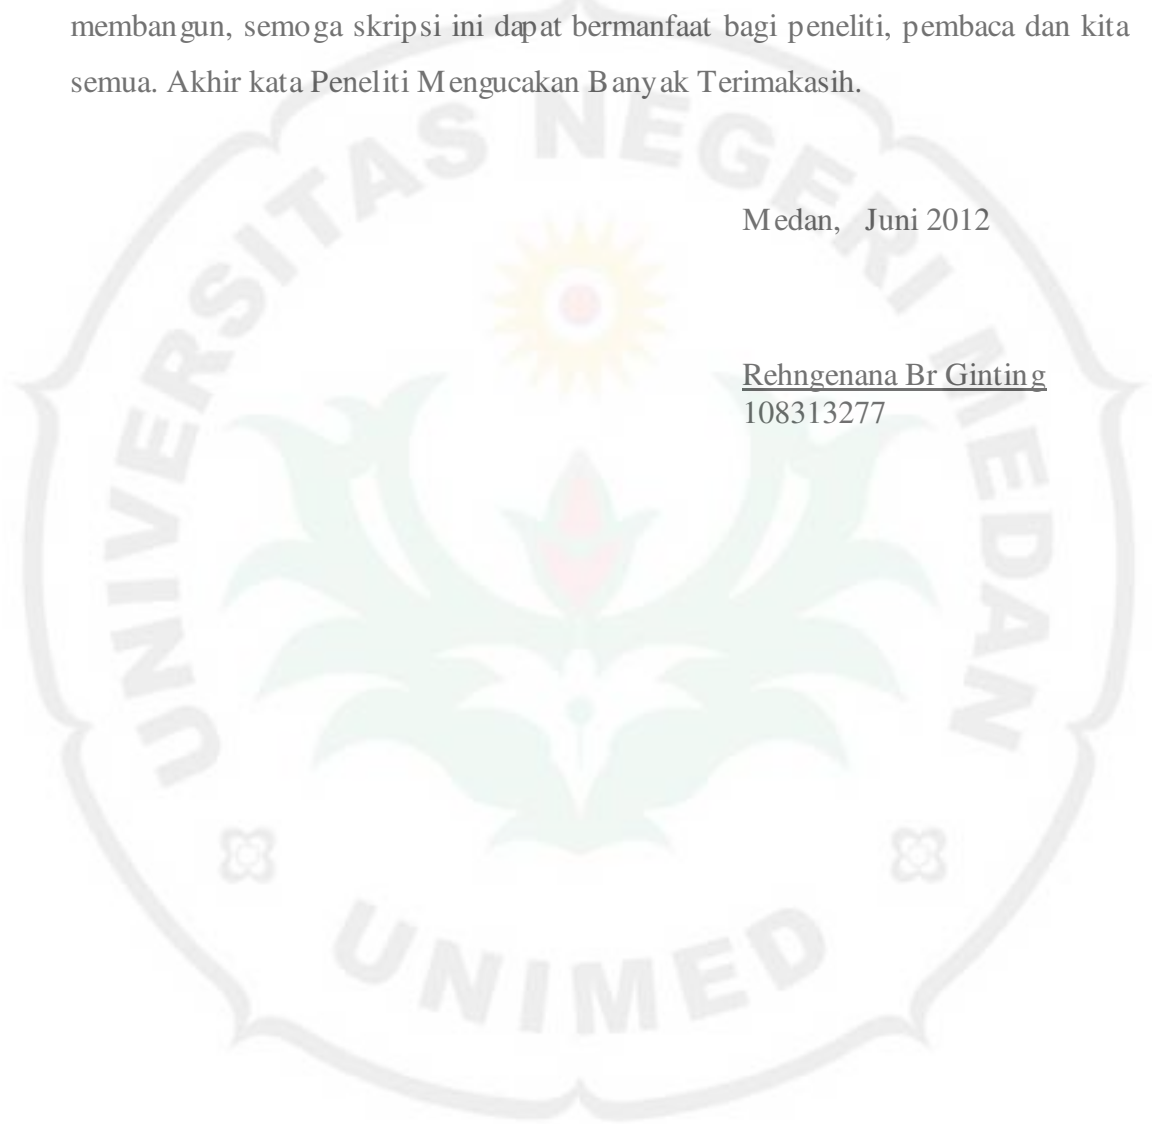 membangun, semoga skripsi ini dapat bermanfaat bagi peneliti, pembaca dan kita
semua. Akhir kata Peneliti Mengucakan Banyak Terimakasih.
UNIVERSITAS NEGERI MEDAN
Medan, Juni 2012
Rehngenana Br Ginting
108313277
UNIMED